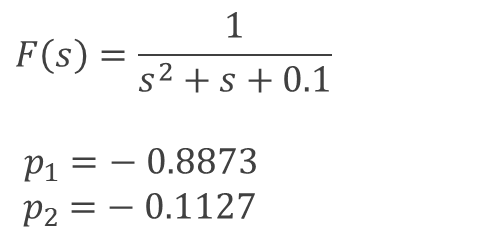 F(s) = 1 / (s² + s + 0.1)
p₁ = − 0.8873
p₂ = − 0.1127